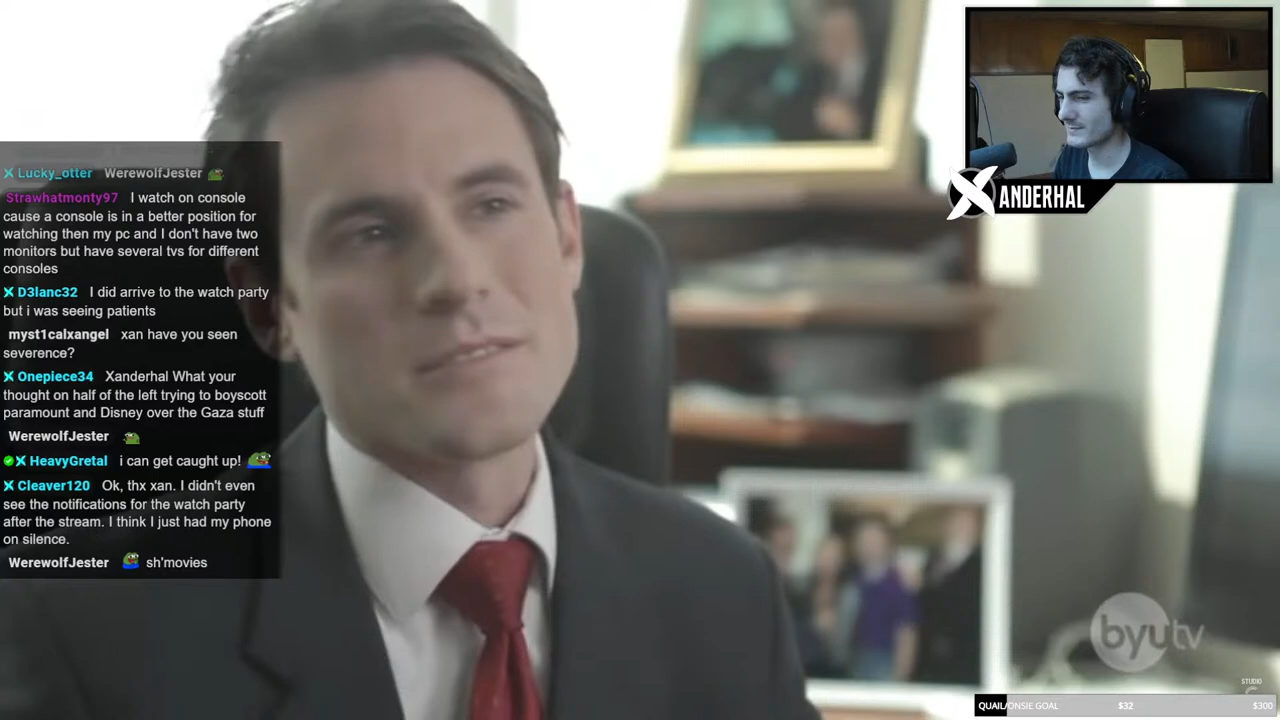 Lucky_otter WerewolfJester
Strawhatmonty97 I watch on console
cause a console is in a better position for
watching then my pc and I don't have two
monitors but have several tvs for different
consoles
D3lanc32 I did arrive to the watch party
but i was seeing patients
myst1calxangel xan have you seen
severence?
Onepiece34 Xanderhal What your
thought on half of the left trying to boyscott
paramount and Disney over the Gaza stuff
WerewolfJester
HeavyGretal i can get caught up!
Cleaver120 Ok, thx xan. I didn't even
see the notifications for the watch party
after the stream. I think I just had my phone
on silence.
WerewolfJester sh'movies
XANDERHAL
byutv
STUDIO
QUAIL/ONSIE GOAL $32 $300